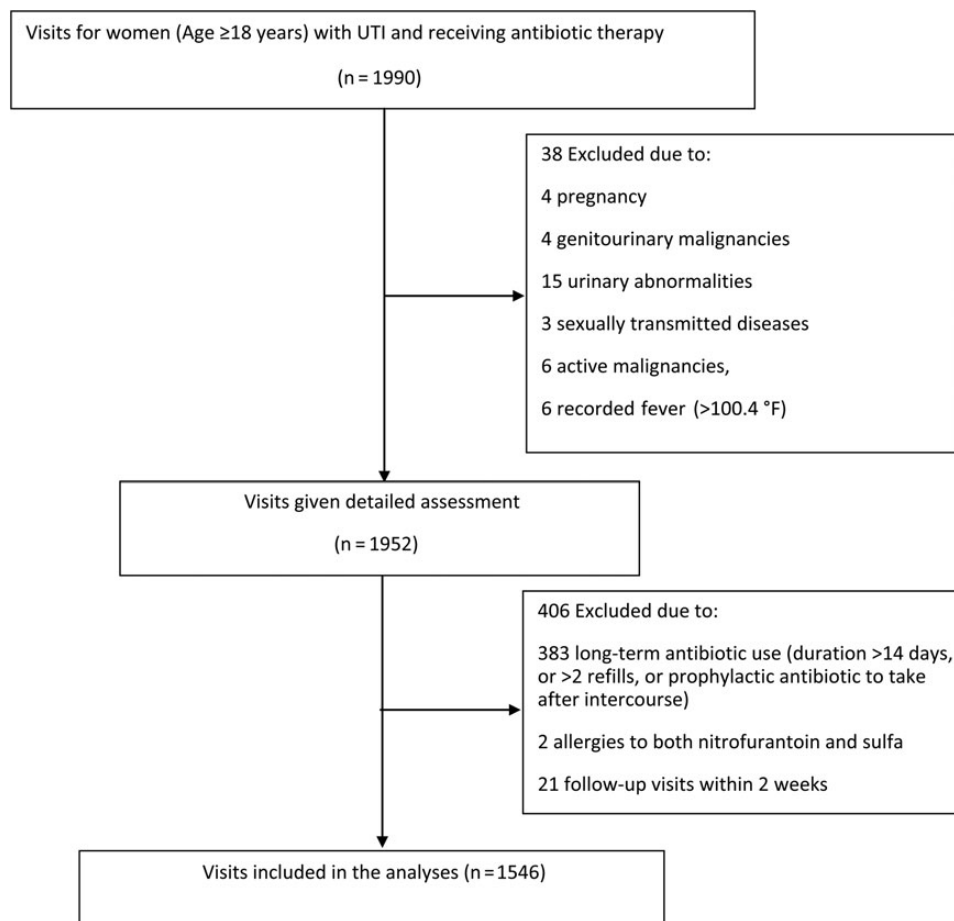 Visits for women (Age ≥18 years) with UTI and receiving antibiotic therapy
(n = 1990)
38 Excluded due to:
4 pregnancy
4 genitourinary malignancies
15 urinary abnormalities
3 sexually transmitted diseases
6 active malignancies,
6 recorded fever (>100.4 °F)
Visits given detailed assessment
(n = 1952)
406 Excluded due to:
383 long-term antibiotic use (duration >14 days,
or >2 refills, or prophylactic antibiotic to take
after intercourse)
2 allergies to both nitrofurantoin and sulfa
21 follow-up visits within 2 weeks
Visits included in the analyses (n = 1546)